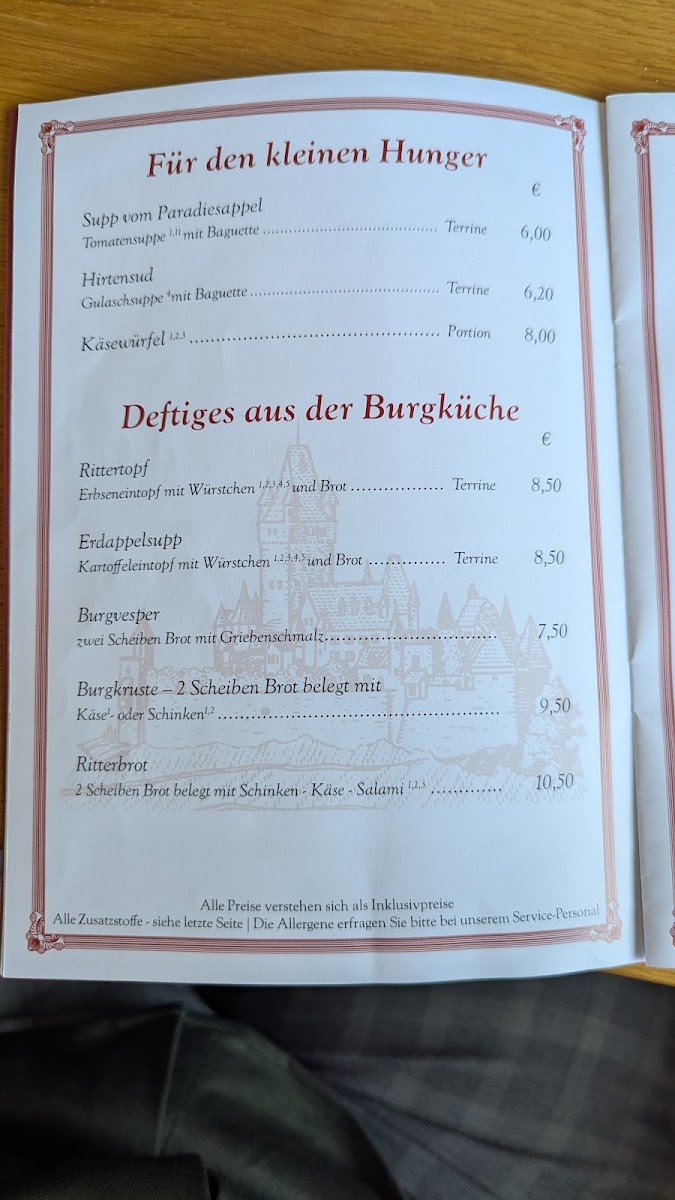 Für den kleinen Hunger
€
Supp vom Paradiesappel
Tomatensuppe 1,11 mit Baguette ........................................ Terrine 6,00
Hirtensud
Gulaschsuppe 4 mit Baguette ........................................... Terrine 6,20
Käsewürfel 1,2,3 ........................................... Portion 8,00
Deftiges aus der Burgküche
€
Rittertopf
Erbseneintopf mit Würstchen 1,2,3,4,5 und Brot ................. Terrine 8,50
Erdappelsupp
Kartoffeleintopf mit Würstchen 1,2,3,4,5 und Brot .............. Terrine 8,50
Burgvesper
zwei Scheiben Brot mit Griebenschmalz............................... 7,50
Burgkruste – 2 Scheiben Brot belegt mit
Käse1- oder Schinken1,2 ................................................... 9,50
Ritterbrot
2 Scheiben Brot belegt mit Schinken - Käse - Salami 1,2,3 ............. 10,50
Alle Preise verstehen sich als Inklusivpreise
Alle Zusatzstoffe - siehe letzte Seite | Die Allergene erfragen Sie bitte bei unserem Service-Personal